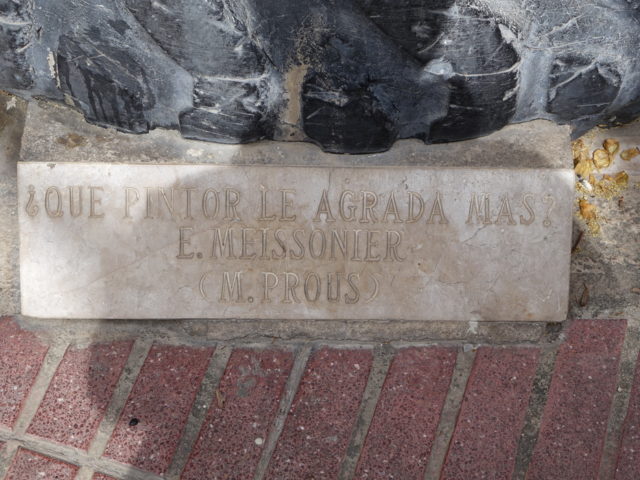 ¿QUE PINTOR LE AGRADA MAS?
E. MEISSONIER
(M. PROUS)